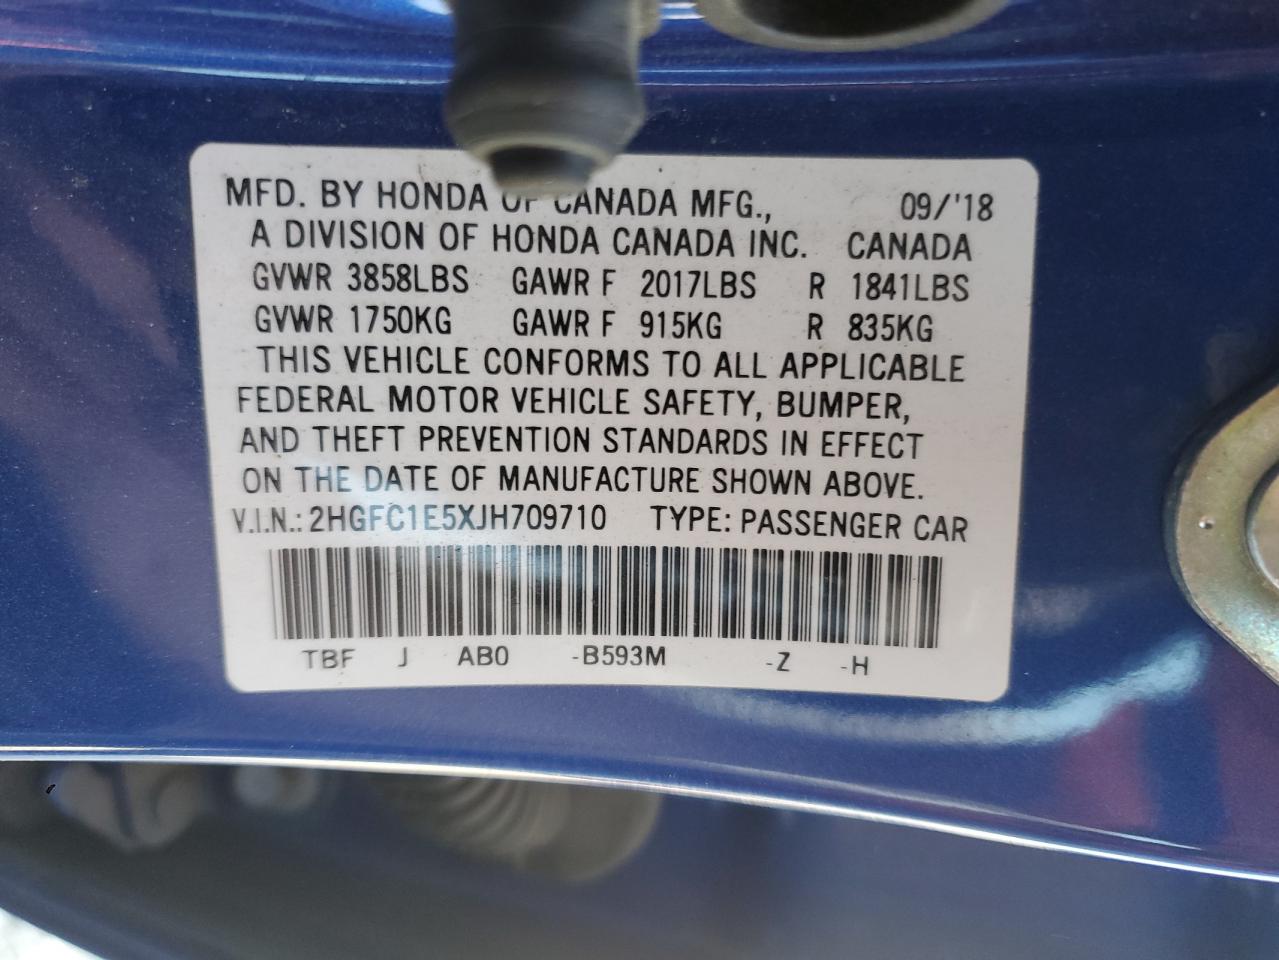 MFD. BY HONDA OF CANADA MFG., 09/'18
A DIVISION OF HONDA CANADA INC. CANADA
GVWR 3858LBS GAWR F 2017LBS R 1841LBS
GVWR 1750KG GAWR F 915KG R 835KG
THIS VEHICLE CONFORMS TO ALL APPLICABLE
FEDERAL MOTOR VEHICLE SAFETY, BUMPER,
AND THEFT PREVENTION STANDARDS IN EFFECT
ON THE DATE OF MANUFACTURE SHOWN ABOVE.
V.I.N.: 2HGFC1E5XJH709710 TYPE: PASSENGER CAR
TBF J AB0 -B593M -Z -H